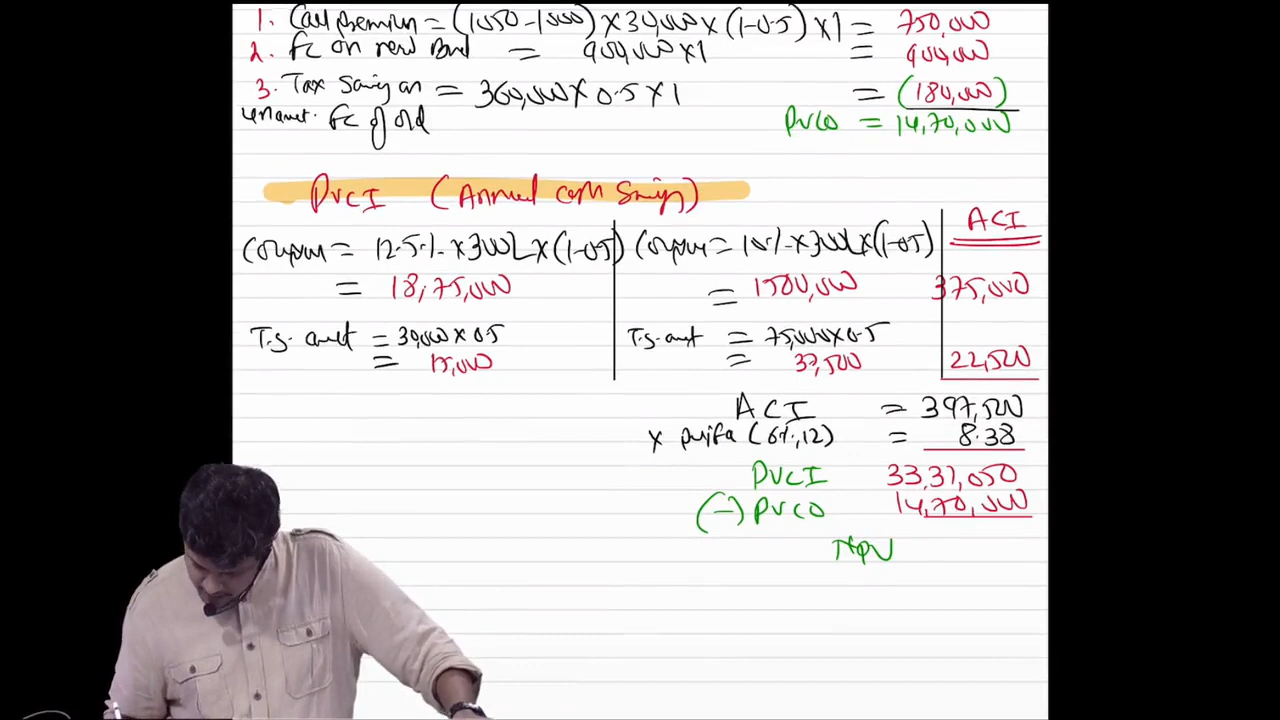 1. Call premium = (1050-1000) × 30,000 × (1-0.5) × 1 = 750,000
2. FC on new Bond = 900,000 × 1 = 900,000
3. Tax Saving on = 360,000 × 0.5 × 1 = (180,000)
unamort. FC of old
PVCO = 14,70,000
PVCI (Annual cash Savings)
ACI
Coupon = 12.5% × 300L × (1-0.5) Coupon = 10% × 300L × (1-0.5)
= 18,75,000 = 1500,000 375,000
T.S. amort = 30,000 × 0.5 T.S. amort = 75,000 × 0.5
= 15,000 = 37,500 22,500
ACI = 397,500
× pvifa (6%,12) = 8.38
PVCI 33,31,050
(-) PVCO 14,70,000
NPV